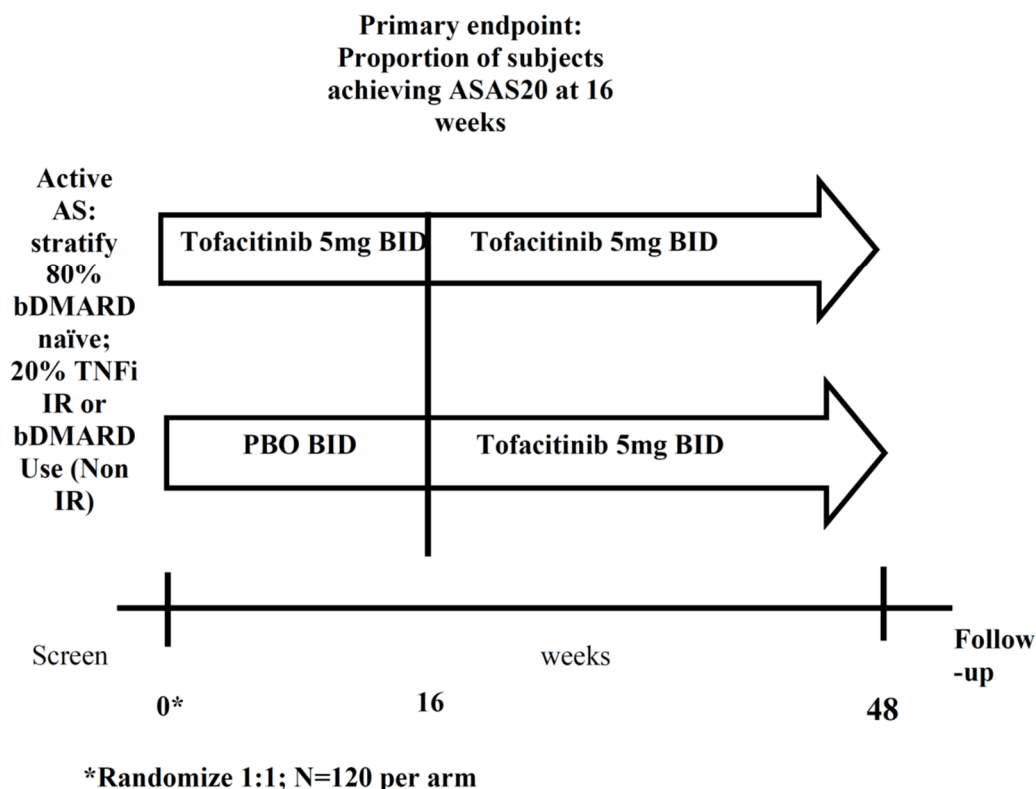 Primary endpoint:
Proportion of subjects
achieving ASAS20 at 16
weeks
Active
AS:
stratify
80%
bDMARD
naïve;
20% TNFi
IR or
bDMARD
Use (Non
IR)
Tofacitinib 5mg BID
Tofacitinib 5mg BID
PBO BID
Tofacitinib 5mg BID
Screen
weeks
Follow
-up
0*
16
48
*Randomize 1:1; N=120 per arm